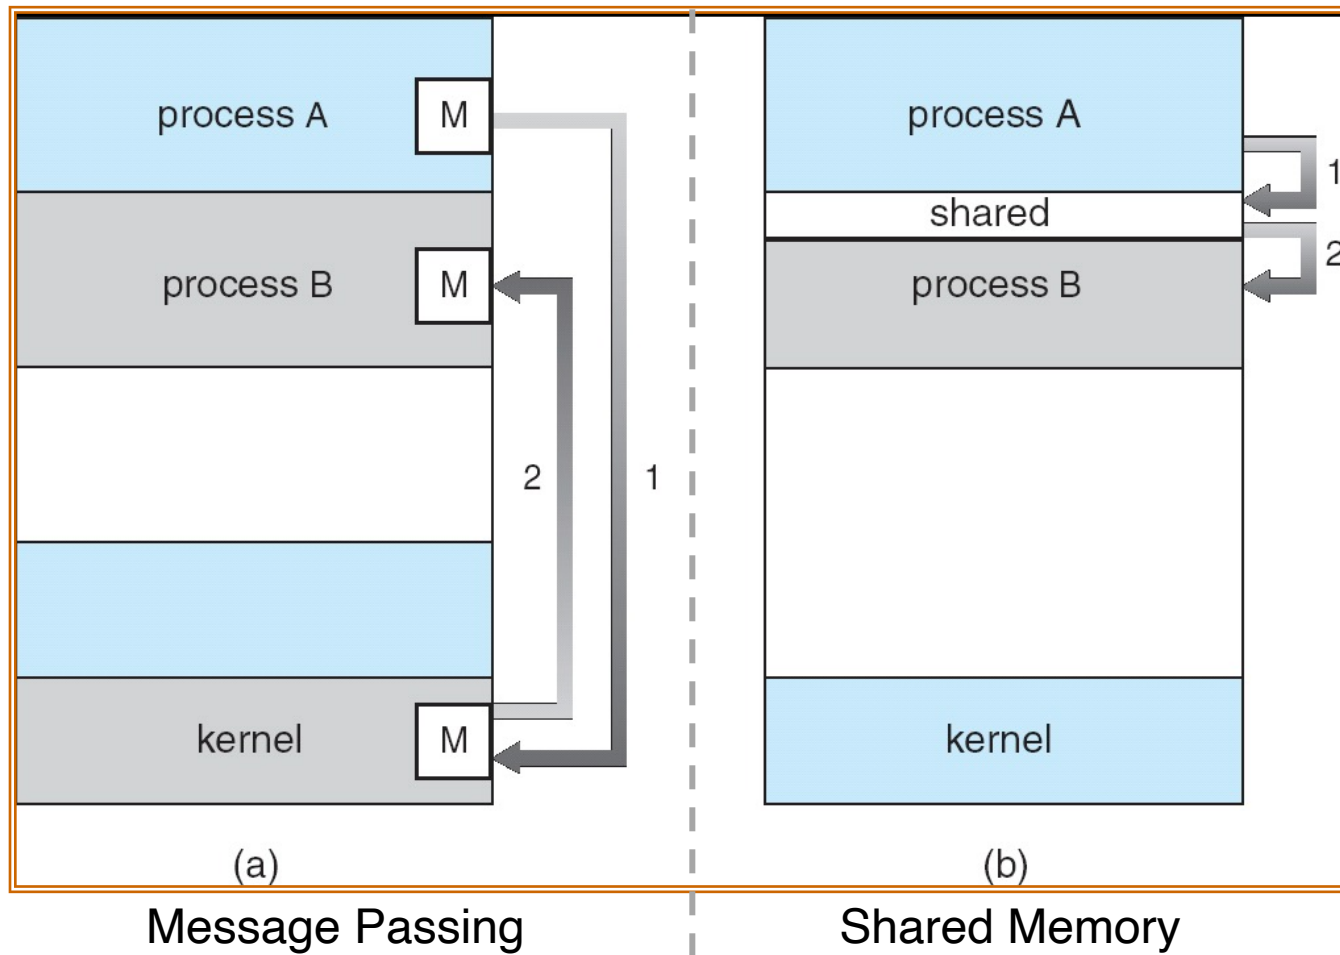 process A
M
process B
M
2
1
kernel
M
(a)
Message Passing
process A
1
shared
2
process B
kernel
(b)
Shared Memory